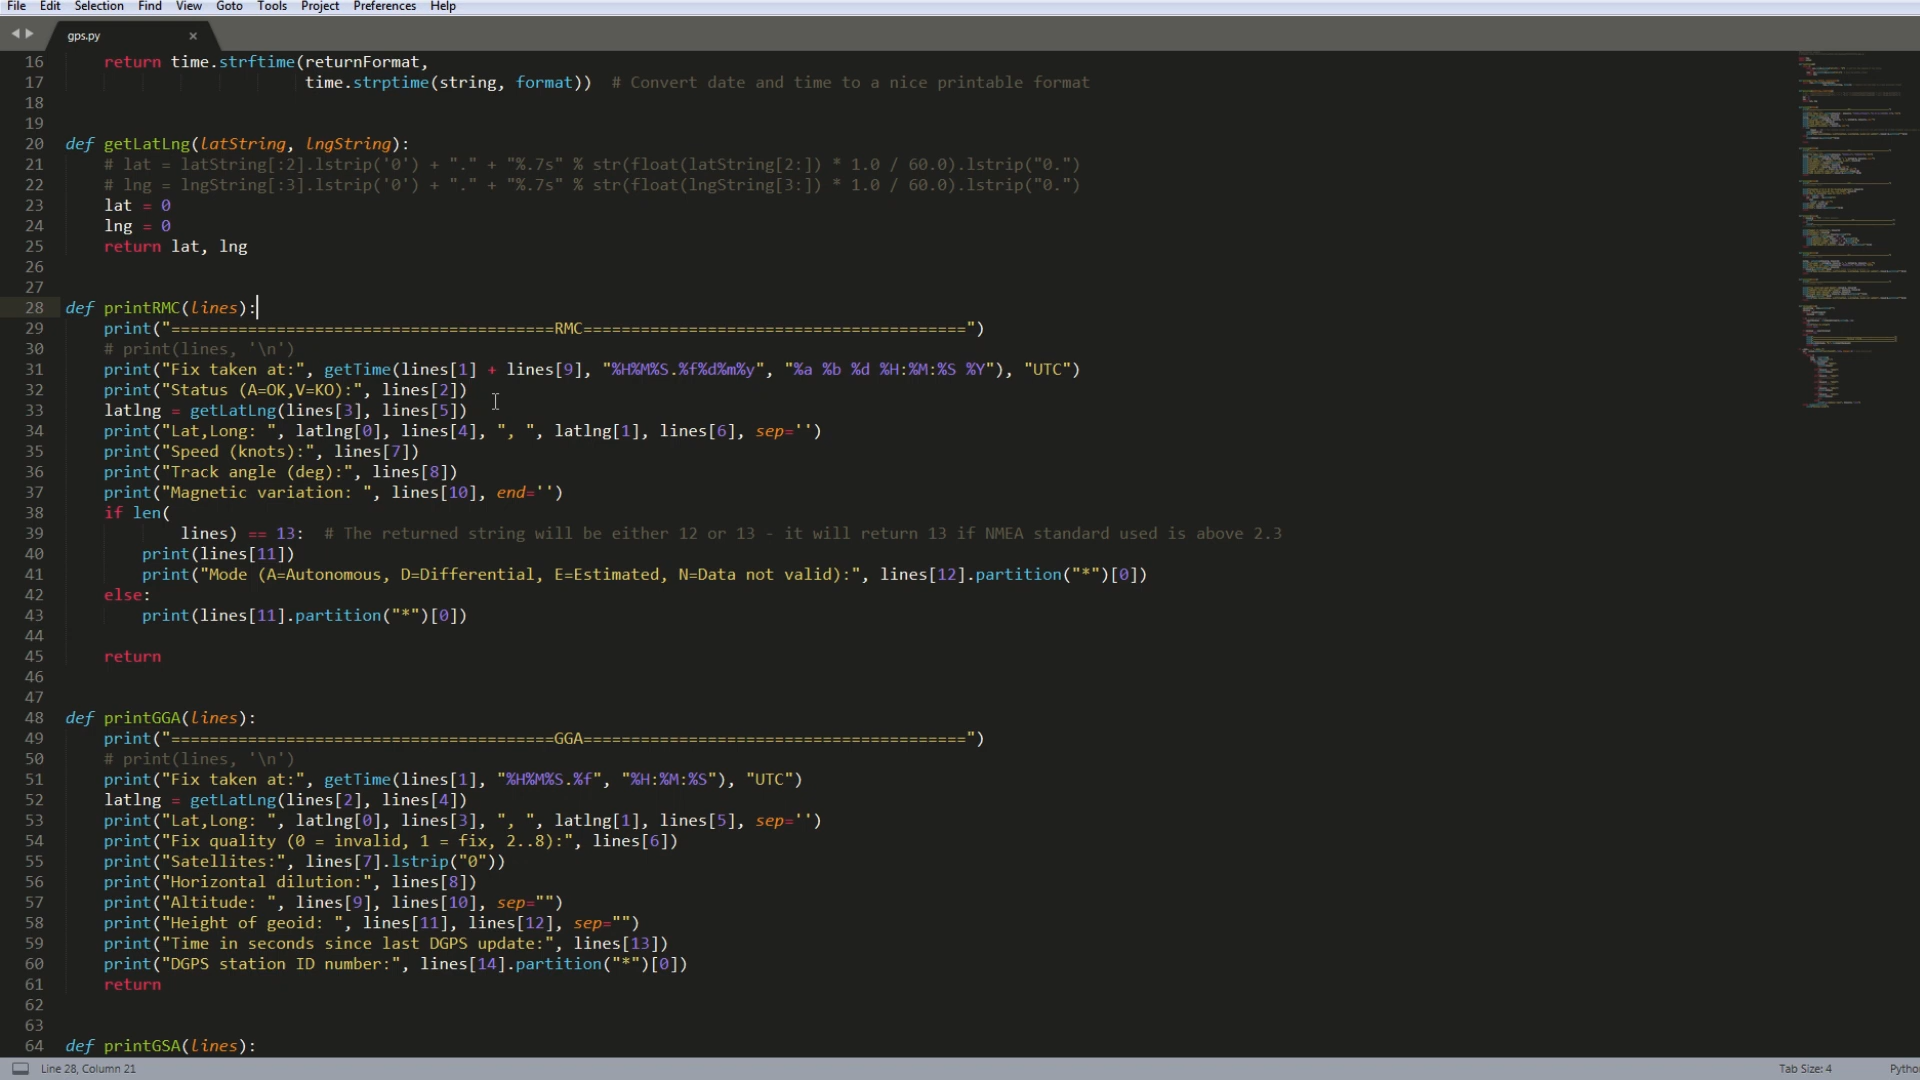 File Edit Selection Find View Goto Tools Project Preferences Help
gps.py ×
16 return time.strftime(returnFormat,
17 time.strptime(string, format)) # Convert date and time to a nice printable format
18
19
20 def getLatLng(latString, lngString):
21 # lat = latString[:2].lstrip('0') + "." + "%.7s" % str(float(latString[2:]) * 1.0 / 60.0).lstrip("0.")
22 # lng = lngString[:3].lstrip('0') + "." + "%.7s" % str(float(lngString[3:]) * 1.0 / 60.0).lstrip("0.")
23 lat = 0
24 lng = 0
25 return lat, lng
26
27
28 def printRMC(lines):
29 print("========================================RMC========================================")
30 # print(lines, '\n')
31 print("Fix taken at:", getTime(lines[1] + lines[9], "%H%M%S.%f%d%m%y", "%a %b %d %H:%M:%S %Y"), "UTC")
32 print("Status (A=OK,V=KO):", lines[2])
33 latlng = getLatLng(lines[3], lines[5])
34 print("Lat,Long: ", latlng[0], lines[4], ", ", latlng[1], lines[6], sep='')
35 print("Speed (knots):", lines[7])
36 print("Track angle (deg):", lines[8])
37 print("Magnetic variation: ", lines[10], end='')
38 if len(
39 lines) == 13: # The returned string will be either 12 or 13 - it will return 13 if NMEA standard used is above 2.3
40 print(lines[11])
41 print("Mode (A=Autonomous, D=Differential, E=Estimated, N=Data not valid):", lines[12].partition("*")[0])
42 else:
43 print(lines[11].partition("*")[0])
44
45 return
46
47
48 def printGGA(lines):
49 print("========================================GGA========================================")
50 # print(lines, '\n')
51 print("Fix taken at:", getTime(lines[1], "%H%M%S.%f", "%H:%M:%S"), "UTC")
52 latlng = getLatLng(lines[2], lines[4])
53 print("Lat,Long: ", latlng[0], lines[3], ", ", latlng[1], lines[5], sep='')
54 print("Fix quality (0 = invalid, 1 = fix, 2..8):", lines[6])
55 print("Satellites:", lines[7].lstrip("0"))
56 print("Horizontal dilution:", lines[8])
57 print("Altitude: ", lines[9], lines[10], sep="")
58 print("Height of geoid: ", lines[11], lines[12], sep="")
59 print("Time in seconds since last DGPS update:", lines[13])
60 print("DGPS station ID number:", lines[14].partition("*")[0])
61 return
62
63
64 def printGSA(lines):
Line 28, Column 21 Tab Size: 4 Pytho